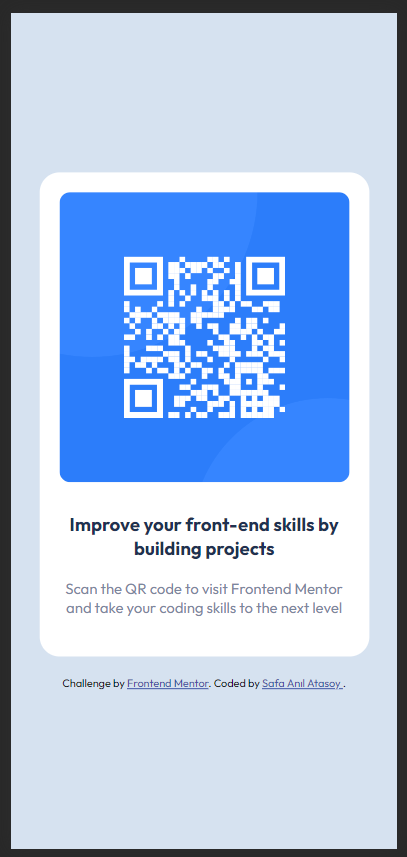 Improve your front-end skills by
building projects
Scan the QR code to visit Frontend Mentor
and take your coding skills to the next level
Challenge by Frontend Mentor. Coded by Safa Anıl Atasoy .